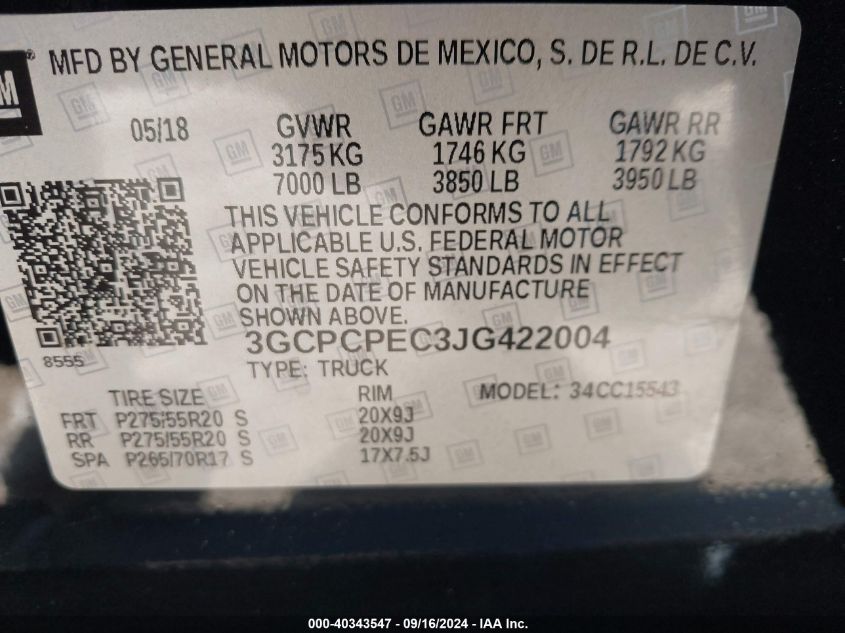 GM ®
MFD BY GENERAL MOTORS DE MEXICO, S. DE R.L. DE C.V.
05/18 GVWR GAWR FRT GAWR RR
3175 KG 1746 KG 1792 KG
7000 LB 3850 LB 3950 LB
THIS VEHICLE CONFORMS TO ALL
APPLICABLE U.S. FEDERAL MOTOR
VEHICLE SAFETY STANDARDS IN EFFECT
ON THE DATE OF MANUFACTURE
SHOWN ABOVE.
3GCPCPEC3JG422004
8555
TYPE: TRUCK
TIRE SIZE RIM MODEL: 34CC15543
FRT P275/55R20 S 20X9J
RR P275/55R20 S 20X9J
SPA P265/70R17 S 17X7.5J
000-40343547 - 09/16/2024 - IAA Inc.